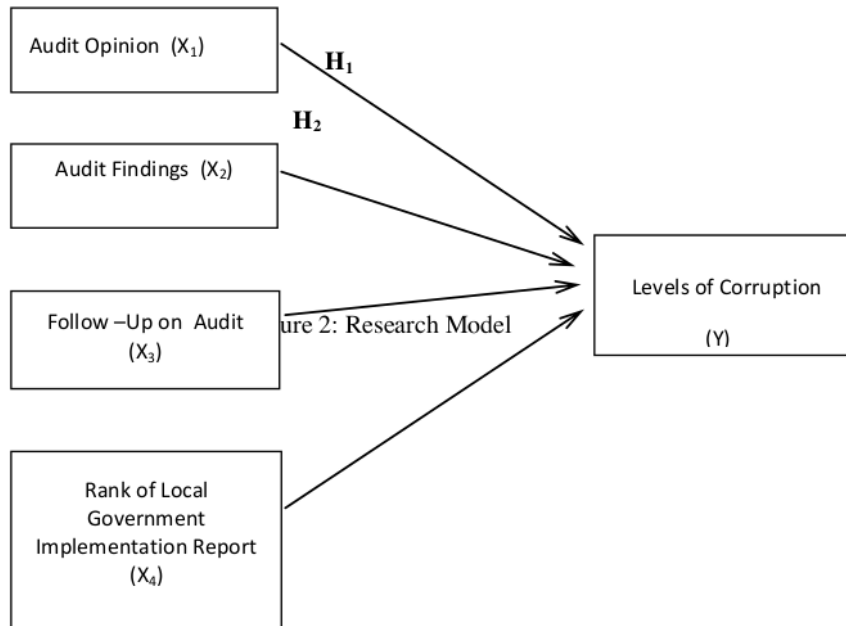 Audit Opinion (X₁)
H₁
H₂
Audit Findings (X₂)
Levels of Corruption
(Y)
Follow –Up on Audit
(X₃)
ure 2: Research Model
Rank of Local
Government
Implementation Report
(X₄)